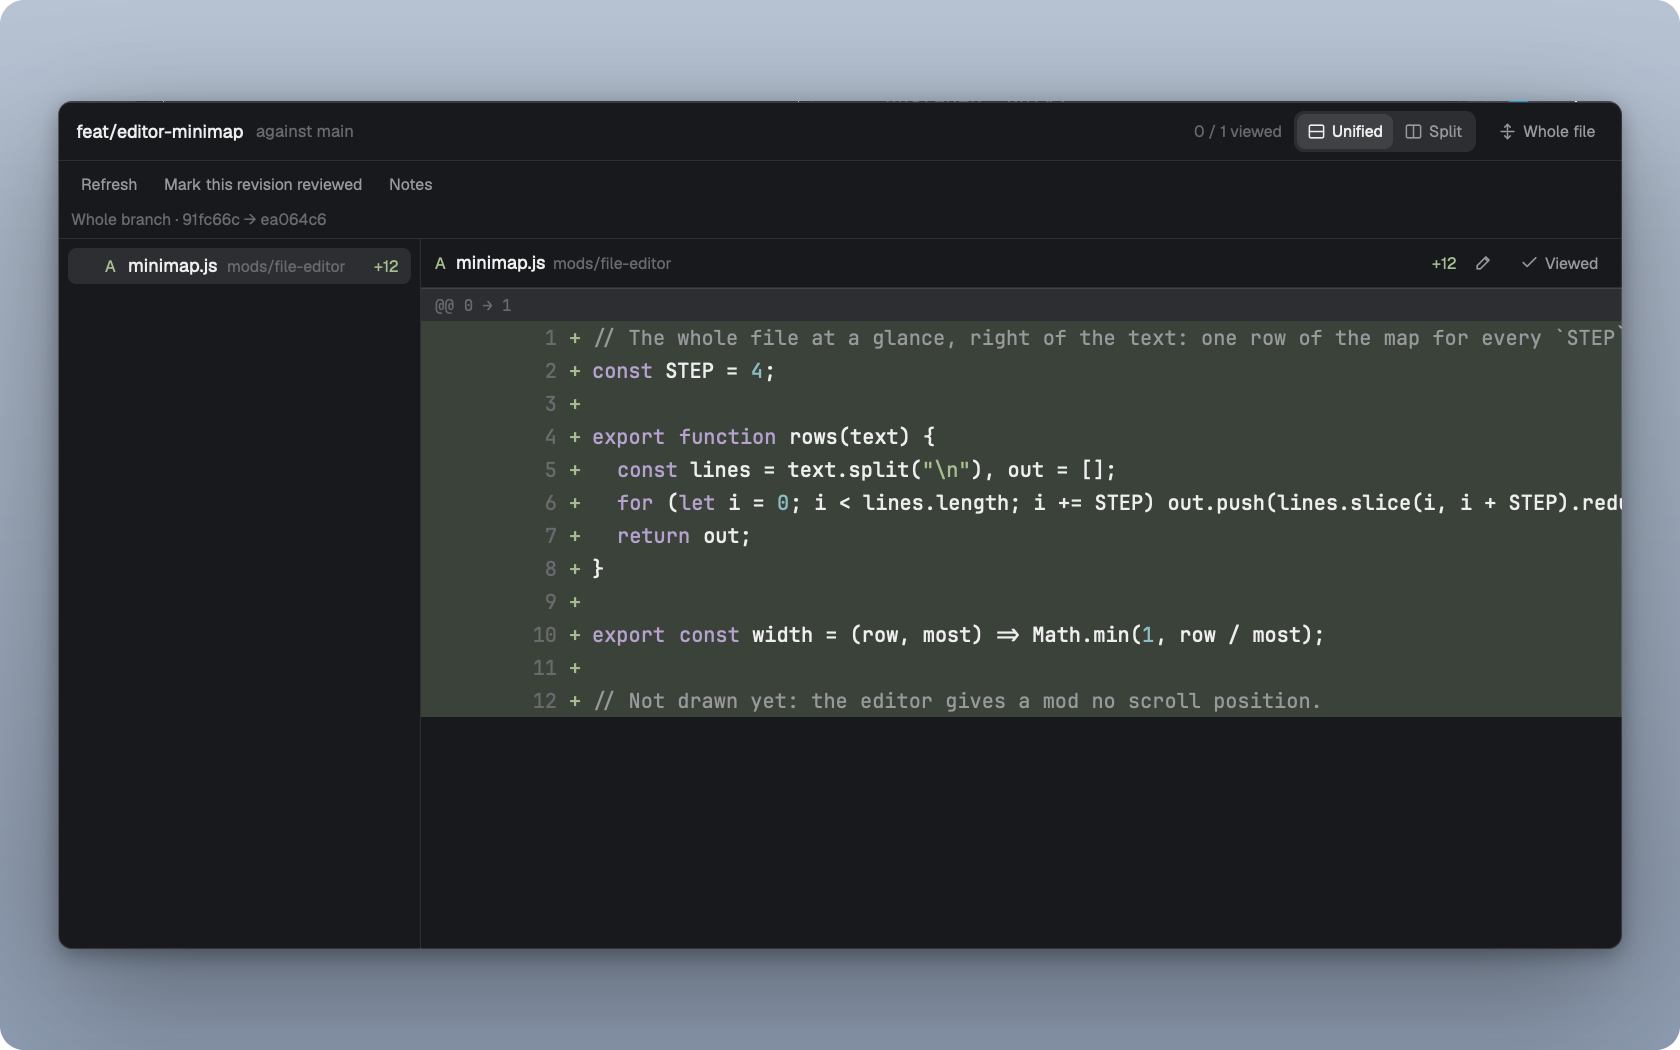 feat/editor-minimap against main
0 / 1 viewed Unified Split Whole file
Refresh Mark this revision reviewed Notes
Whole branch · 91fc66c → ea064c6
A minimap.js mods/file-editor +12
A minimap.js mods/file-editor +12 Viewed
@@ 0 → 1
1 + // The whole file at a glance, right of the text: one row of the map for every `STEP`
2 + const STEP = 4;
3 +
4 + export function rows(text) {
5 + const lines = text.split("\n"), out = [];
6 + for (let i = 0; i < lines.length; i += STEP) out.push(lines.slice(i, i + STEP).redu
7 + return out;
8 + }
9 +
10 + export const width = (row, most) => Math.min(1, row / most);
11 +
12 + // Not drawn yet: the editor gives a mod no scroll position.